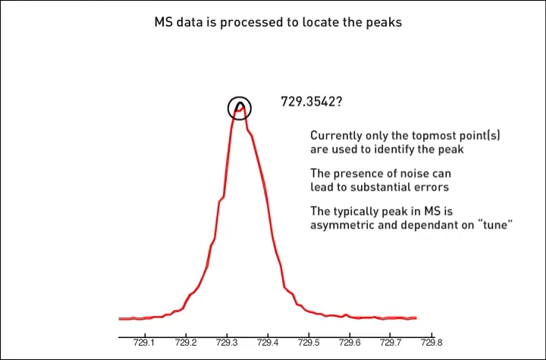 MS data is processed to locate the peaks
729.3542?
Currently only the topmost point(s)
are used to identify the peak
The presence of noise can
lead to substantial errors
The typically peak in MS is
asymmetric and dependant on “tune”
729.1 729.2 729.3 729.4 729.5 729.6 729.7 729.8